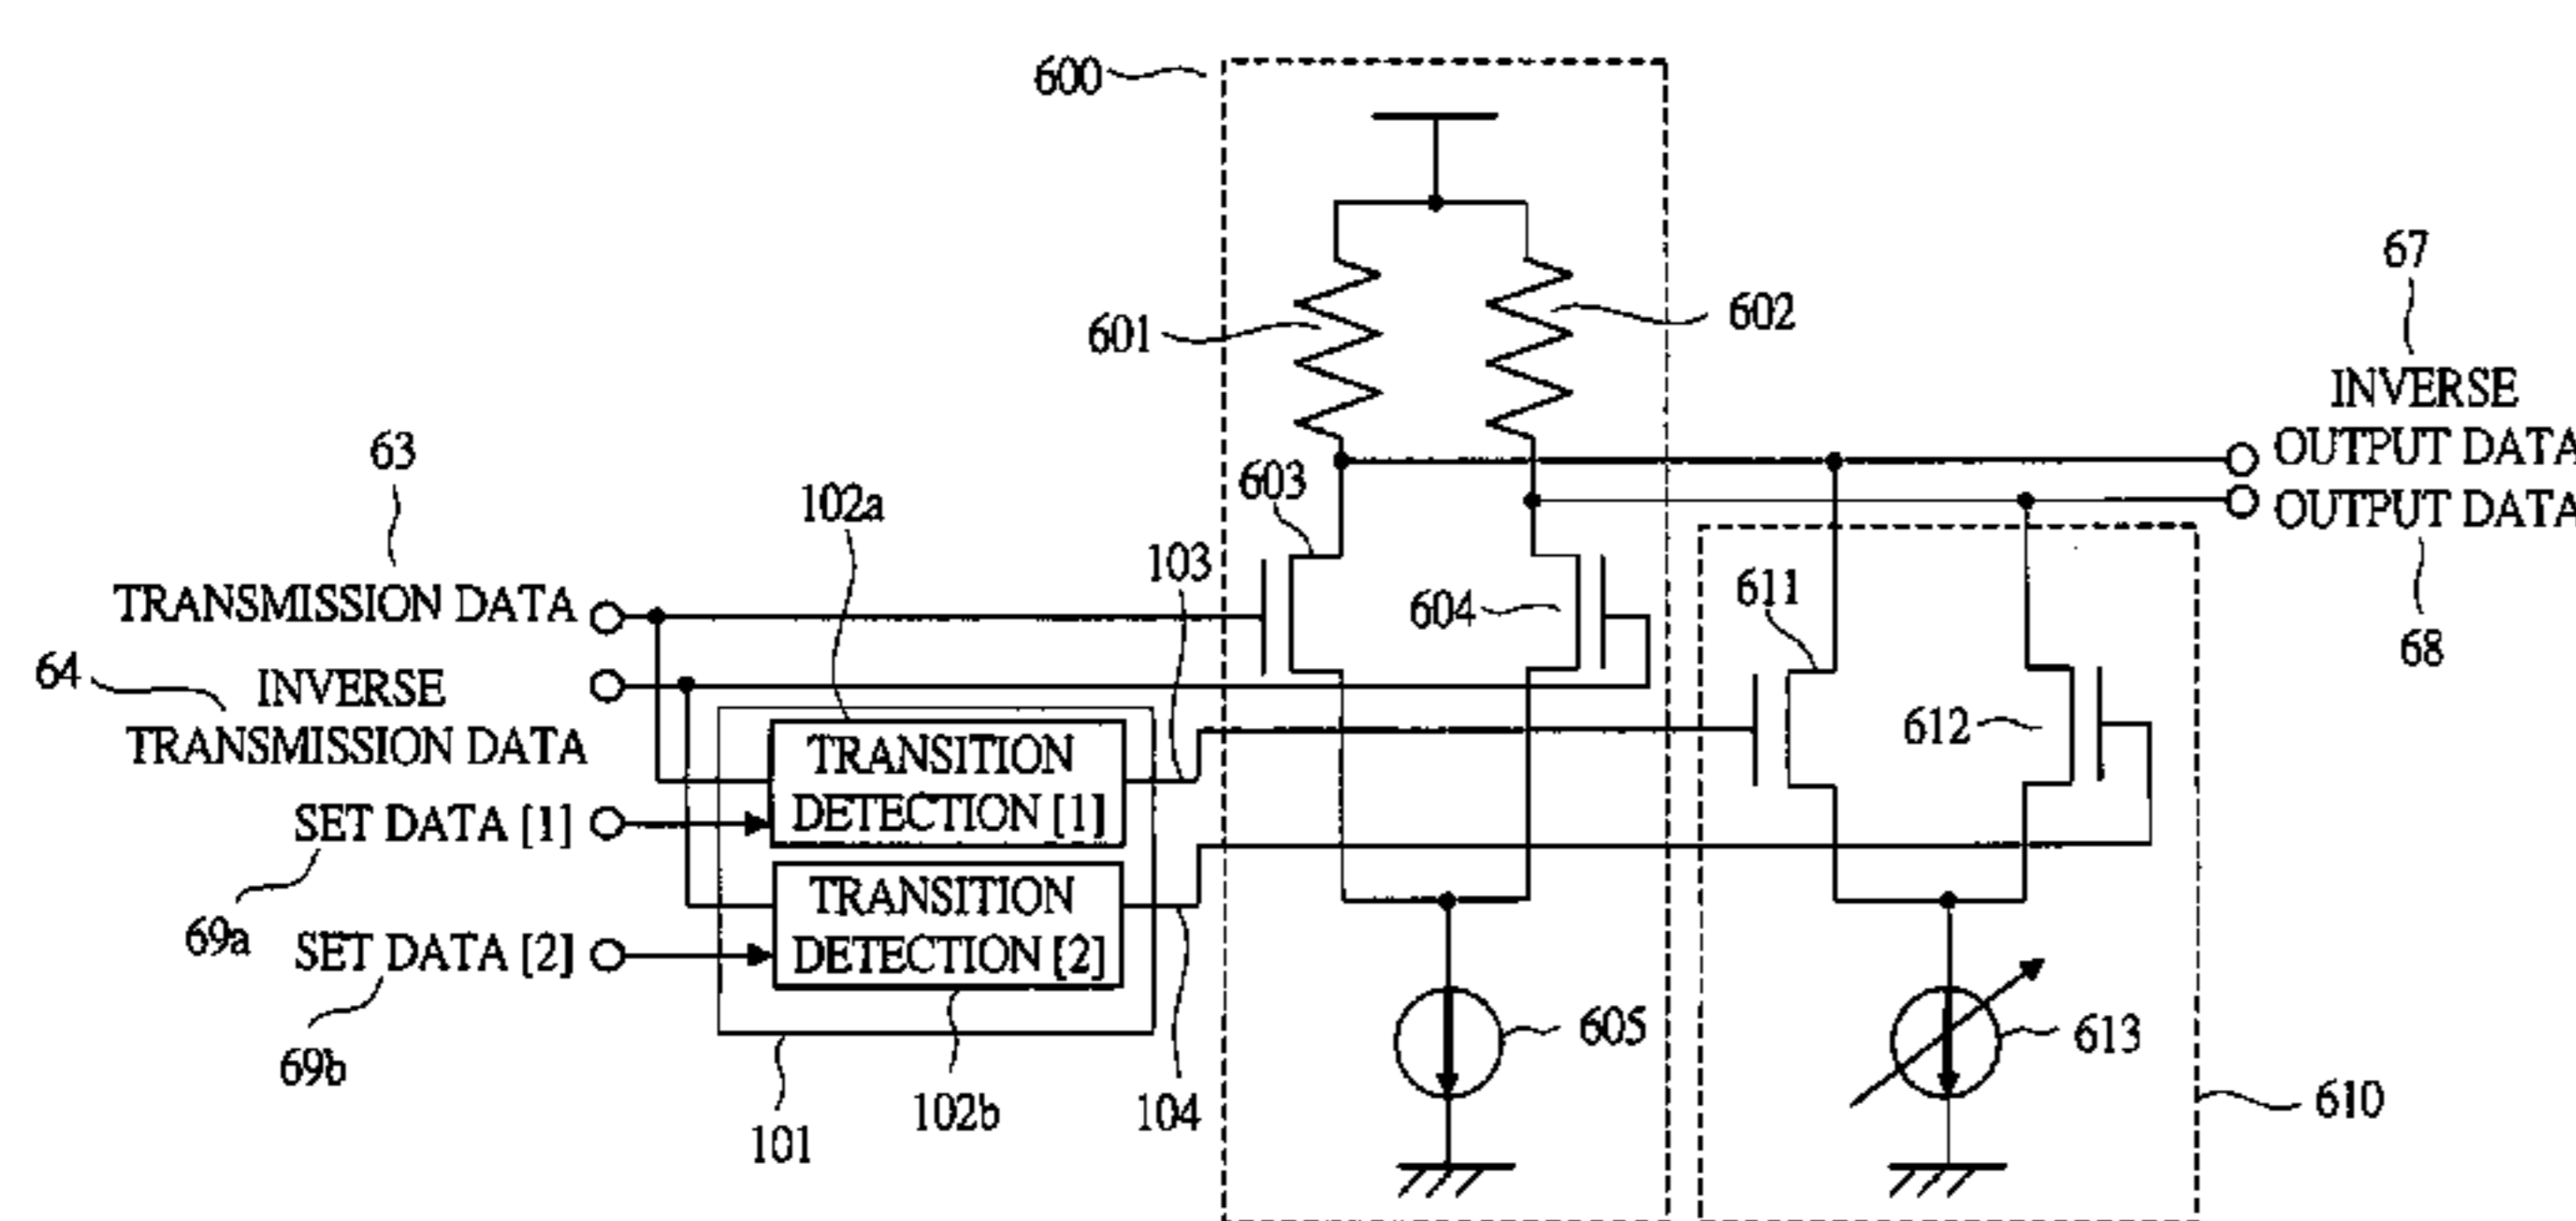 600
67
INVERSE
OUTPUT DATA
OUTPUT DATA
68
601
602
63
102a
603
103
604
611
TRANSMISSION DATA
64
INVERSE
TRANSMISSION DATA
612
TRANSITION
DETECTION [1]
SET DATA [1]
69a
TRANSITION
DETECTION [2]
SET DATA [2]
69b
605
613
101
102b
104
610